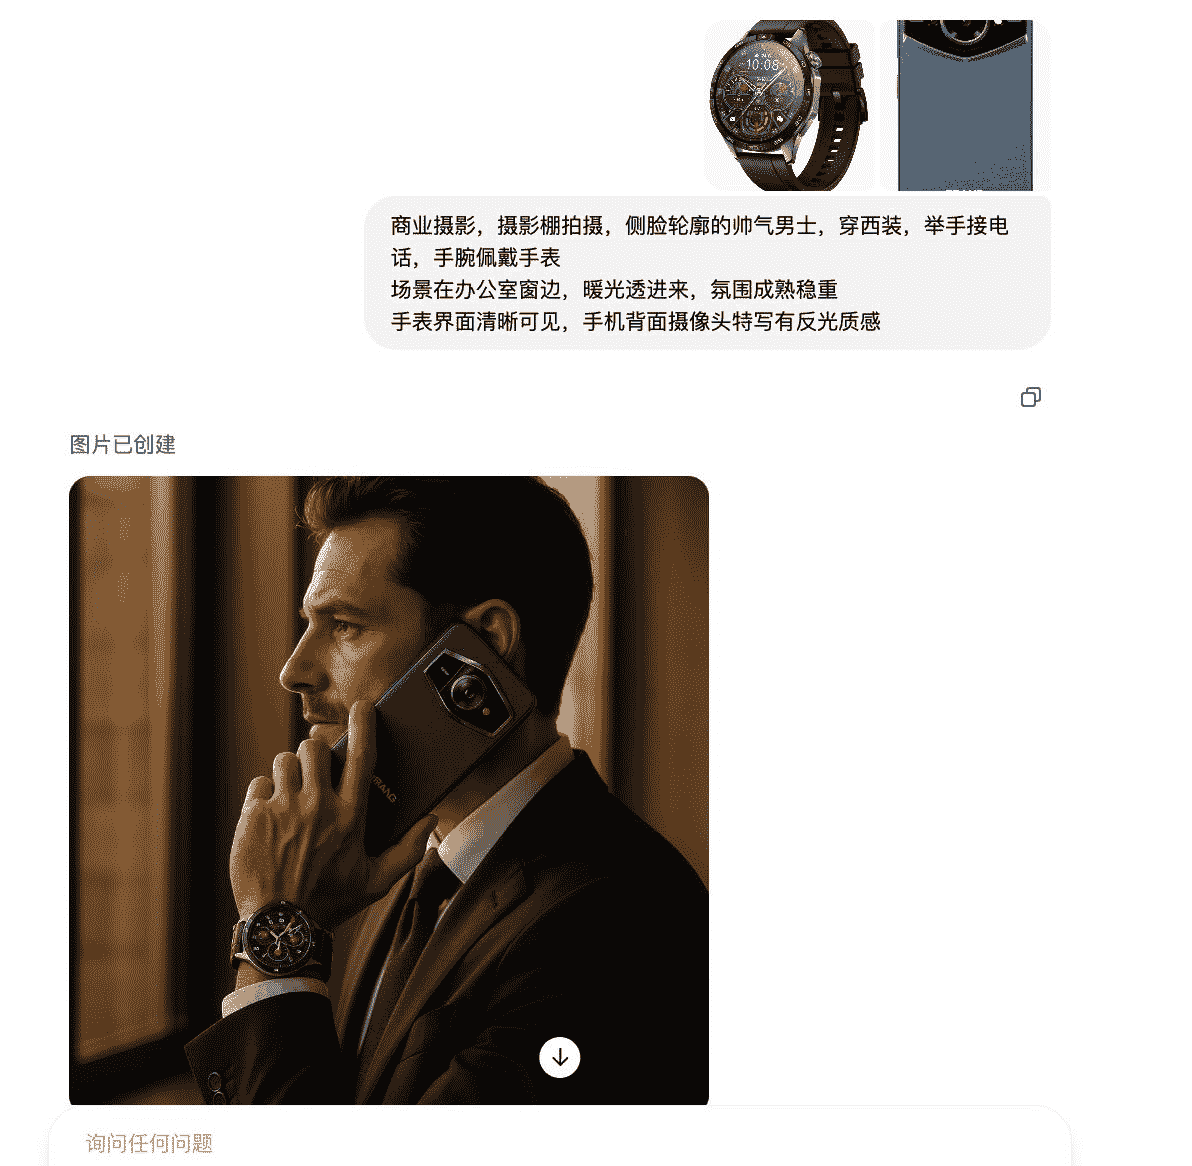 10:08
商业摄影，摄影棚拍摄，侧脸轮廓的帅气男士，穿西装，举手接电
话，手腕佩戴手表
场景在办公室窗边，暖光透进来，氛围成熟稳重
手表界面清晰可见，手机背面摄像头特写有反光质感
图片已创建
询问任何问题